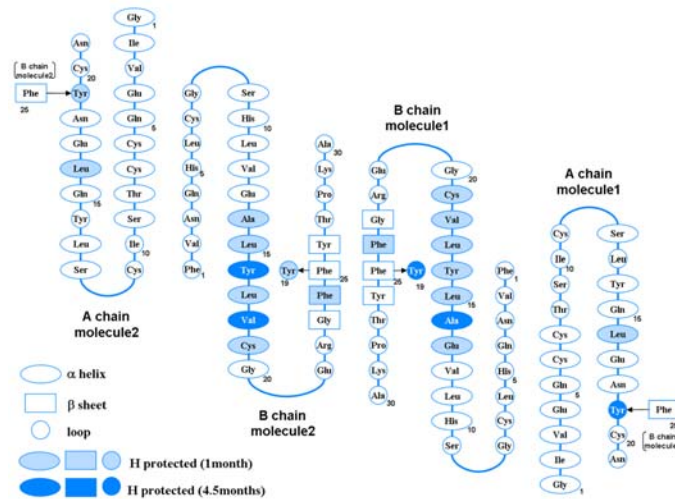 Gly
1
Ile
Val
Glu
Gln
5
Cys
Cys
Thr
Ser
Ile
10
Cys
Asn
Cys
20
Tyr
Asn
Glu
Leu
Gln
15
Tyr
Leu
Ser
B chain
molecule2
Phe
25
A chain
molecule2
Gly
Cys
Leu
His
5
Gln
Asn
Val
Phe
1
Ser
His
10
Leu
Val
Glu
Ala
Leu
15
Tyr
Leu
Val
Cys
Gly
20
Ala
30
Lys
Pro
Thr
Tyr
Phe
25
Phe
Gly
Arg
Glu
Tyr
19
B chain
molecule2
B chain
molecule1
Glu
Arg
Gly
Phe
Phe
25
Tyr
Thr
Pro
Lys
Ala
30
Tyr
19
Gly
20
Cys
Val
Leu
Tyr
Leu
15
Ala
Glu
Val
Leu
His
10
Ser
Phe
1
Val
Asn
Gln
His
5
Leu
Cys
Gly
A chain
molecule1
Cys
Ile
10
Ser
Thr
Cys
Cys
Gln
5
Glu
Val
Ile
Gly
1
Ser
Leu
Tyr
Gln
15
Leu
Glu
Asn
Tyr
Cys
20
Asn
Phe
B chain
α helix
β sheet
loop
H protected (1month)
H protected (4.5months)